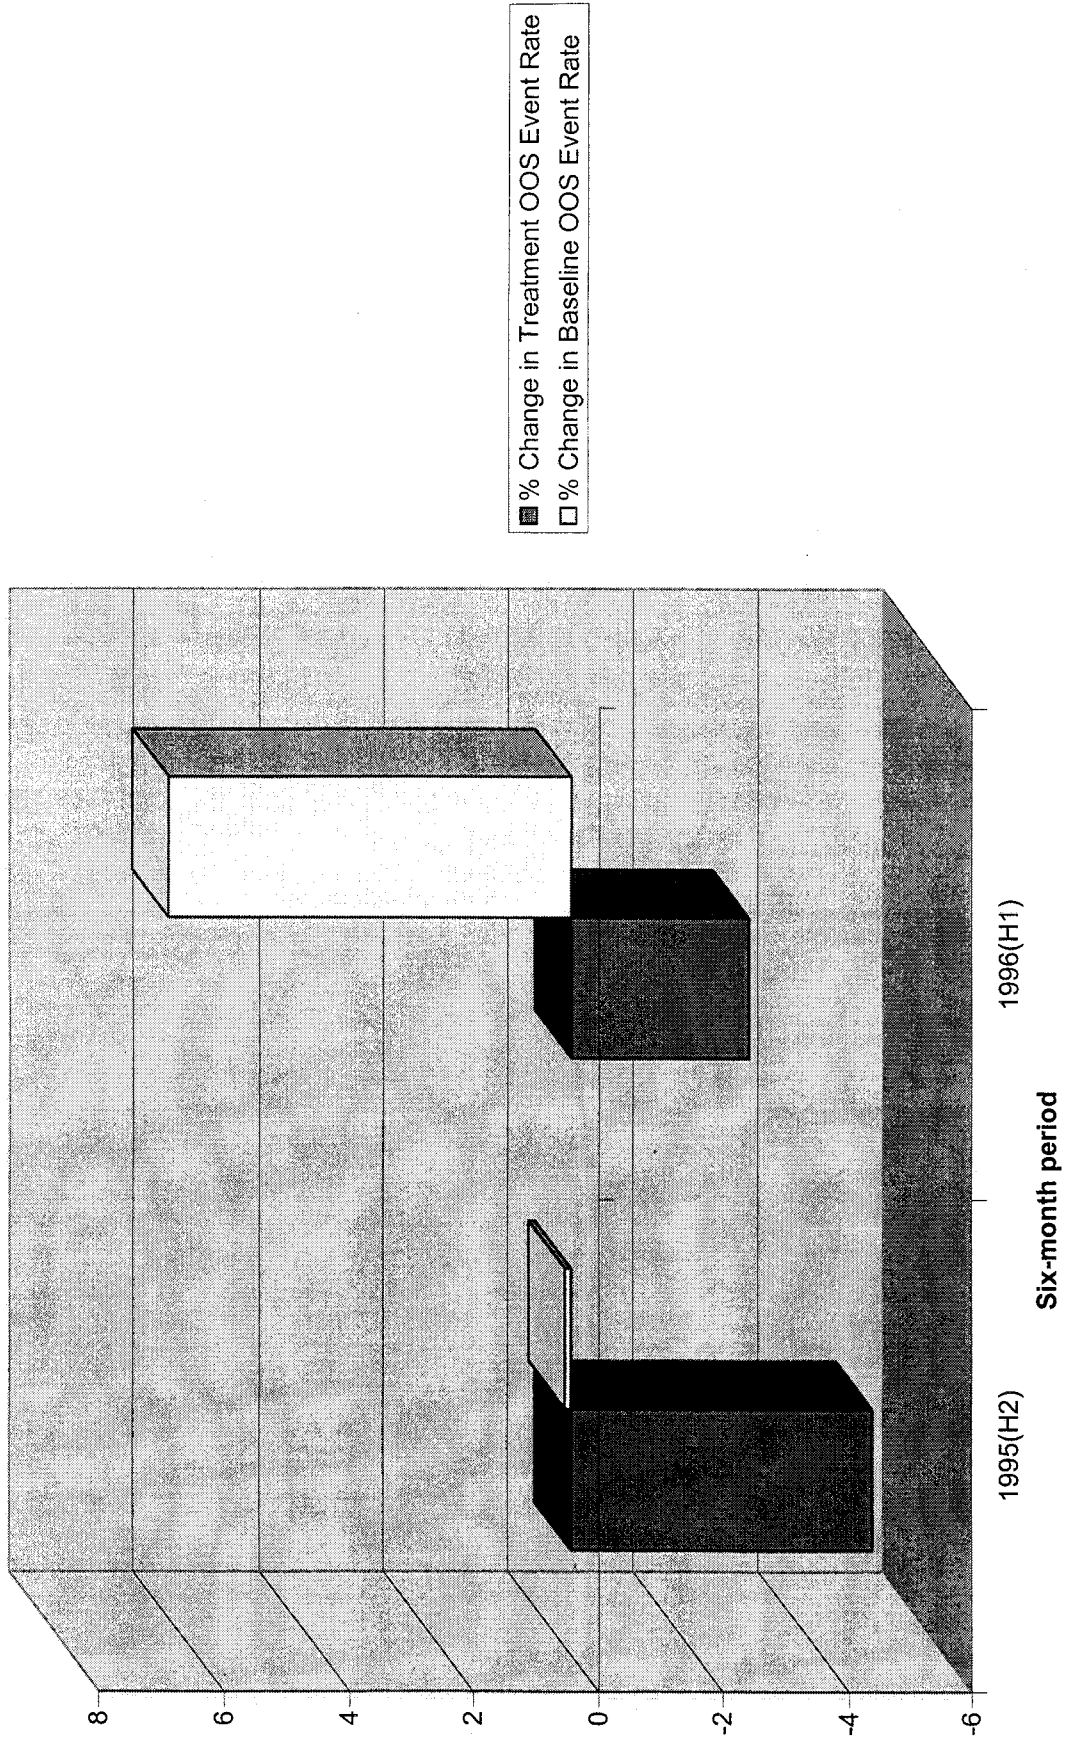 8
6
4
2
0
-2
-4
-6
1995(H2)
1996(H1)
Six-month period
% Change in Treatment OOS Event Rate
% Change in Baseline OOS Event Rate